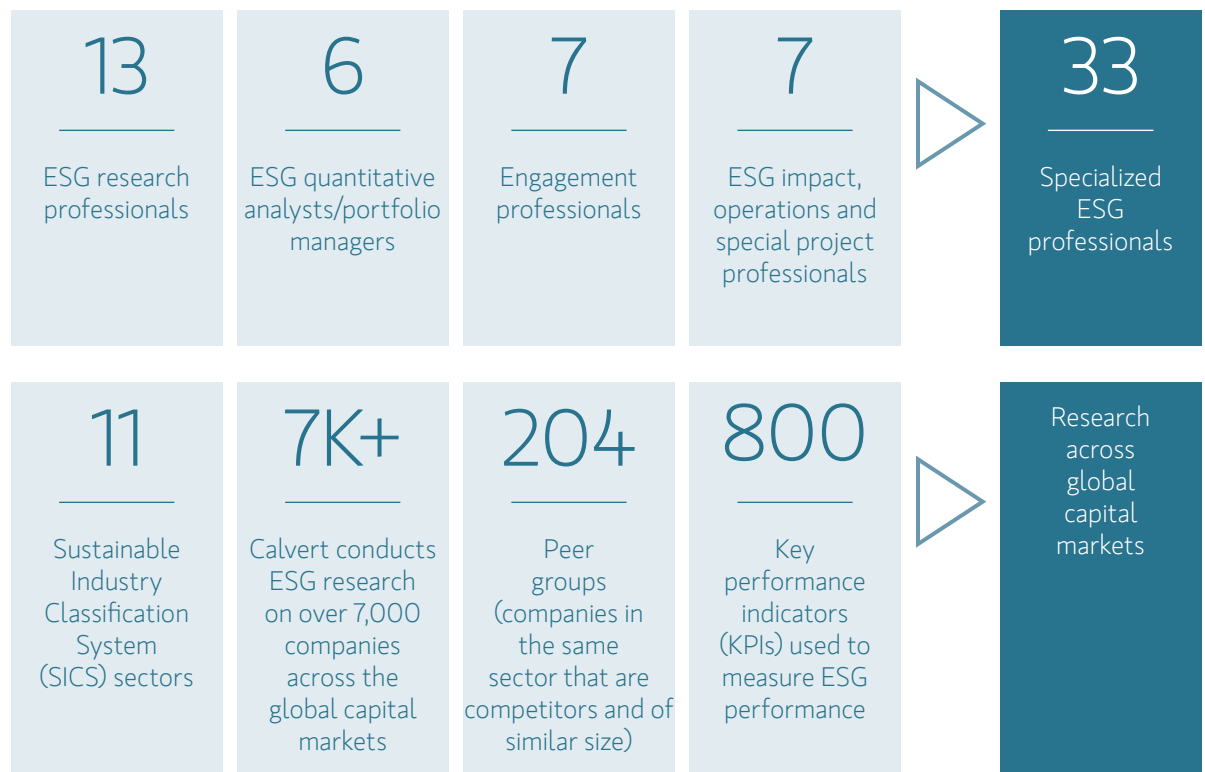 13
ESG research
professionals
6
ESG quantitative
analysts/portfolio
managers
7
Engagement
professionals
7
ESG impact,
operations and
special project
professionals
33
Specialized
ESG
professionals
11
Sustainable
Industry
Classification
System
(SICS) sectors
7K+
Calvert conducts
ESG research
on over 7,000
companies
across the
global capital
markets
204
Peer
groups
(companies in
the same
sector that are
competitors and of
similar size)
800
Key
performance
indicators
(KPIs) used to
measure ESG
performance
Research
across
global
capital
markets